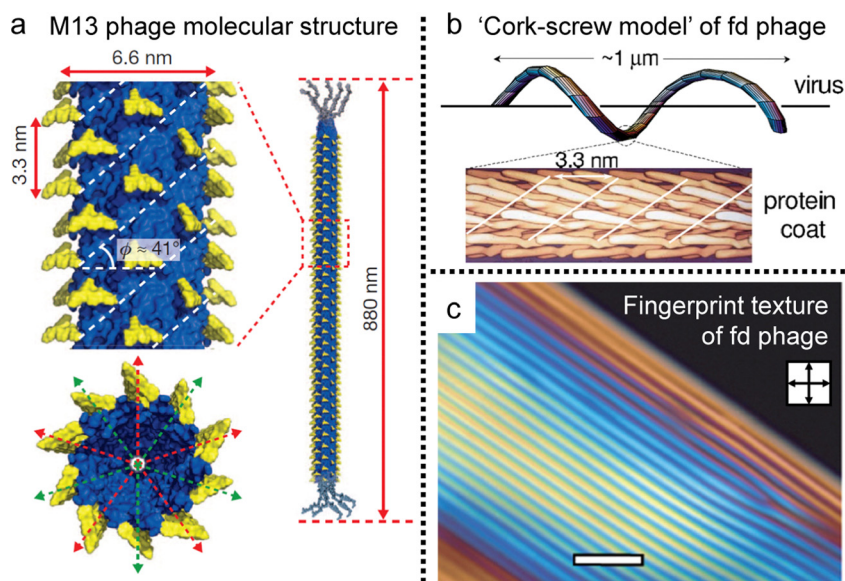 a M13 phage molecular structure
6.6 nm
3.3 nm
ϕ ≈ 41°
880 nm
b ‘Cork-screw model’ of fd phage
~1 μm
virus
3.3 nm
protein
coat
c Fingerprint texture
of fd phage